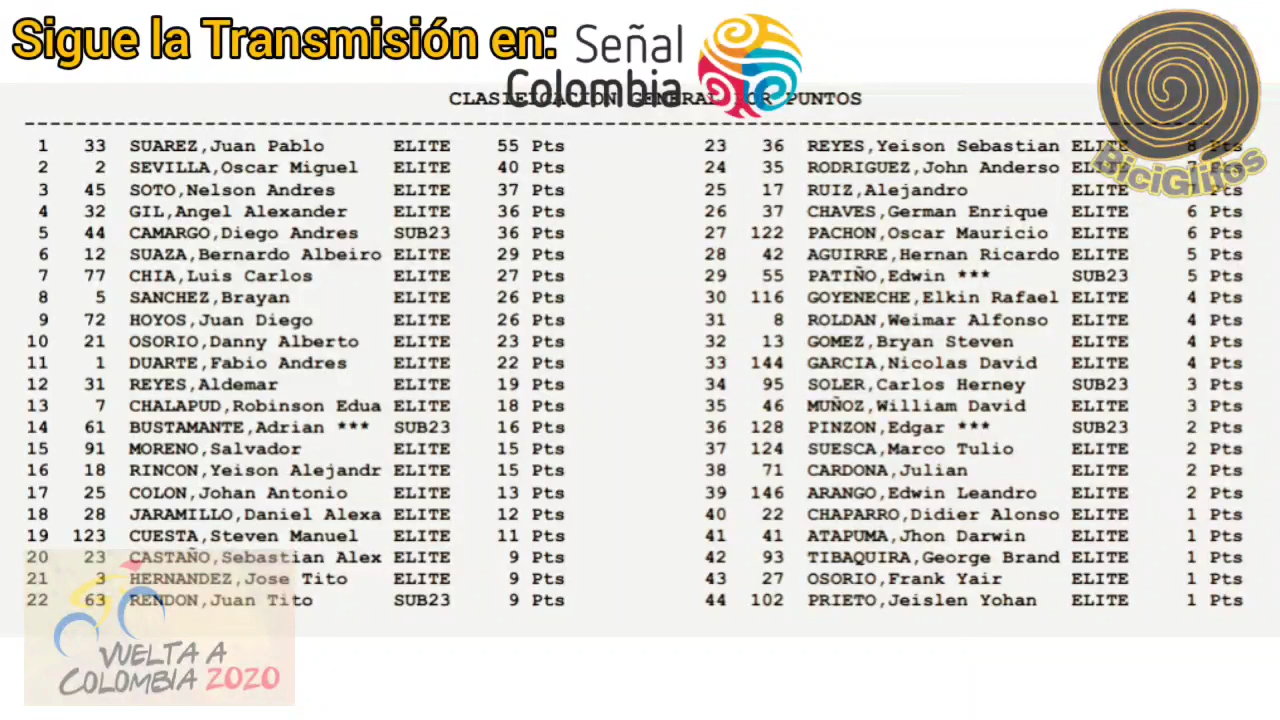 Sigue la Transmisión en:
Señal
Colombia
CLASIFICACION GENERAL POR PUNTOS
BiciGlifos
1 33 SUAREZ,Juan Pablo ELITE 55 Pts
2 2 SEVILLA,Oscar Miguel ELITE 40 Pts
3 45 SOTO,Nelson Andres ELITE 37 Pts
4 32 GIL,Angel Alexander ELITE 36 Pts
5 44 CAMARGO,Diego Andres SUB23 36 Pts
6 12 SUAZA,Bernardo Albeiro ELITE 29 Pts
7 77 CHIA,Luis Carlos ELITE 27 Pts
8 5 SANCHEZ,Brayan ELITE 26 Pts
9 72 HOYOS,Juan Diego ELITE 26 Pts
10 21 OSORIO,Danny Alberto ELITE 23 Pts
11 1 DUARTE,Fabio Andres ELITE 22 Pts
12 31 REYES,Aldemar ELITE 19 Pts
13 7 CHALAPUD,Robinson Edua ELITE 18 Pts
14 61 BUSTAMANTE,Adrian *** SUB23 16 Pts
15 91 MORENO,Salvador ELITE 15 Pts
16 18 RINCON,Yeison Alejandr ELITE 15 Pts
17 25 COLON,Johan Antonio ELITE 13 Pts
18 28 JARAMILLO,Daniel Alexa ELITE 12 Pts
19 123 CUESTA,Steven Manuel ELITE 11 Pts
20 23 CASTAÑO,Sebastian Alex ELITE 9 Pts
21 3 HERNANDEZ,Jose Tito ELITE 9 Pts
22 63 RENDON,Juan Tito SUB23 9 Pts
23 36 REYES,Yeison Sebastian ELITE 8 Pts
24 35 RODRIGUEZ,John Anderso ELITE 7 Pts
25 17 RUIZ,Alejandro ELITE Pts
26 37 CHAVES,German Enrique ELITE 6 Pts
27 122 PACHON,Oscar Mauricio ELITE 6 Pts
28 42 AGUIRRE,Hernan Ricardo ELITE 5 Pts
29 55 PATIÑO,Edwin *** SUB23 5 Pts
30 116 GOYENECHE,Elkin Rafael ELITE 4 Pts
31 8 ROLDAN,Weimar Alfonso ELITE 4 Pts
32 13 GOMEZ,Bryan Steven ELITE 4 Pts
33 144 GARCIA,Nicolas David ELITE 4 Pts
34 95 SOLER,Carlos Herney SUB23 3 Pts
35 46 MUÑOZ,William David ELITE 3 Pts
36 128 PINZON,Edgar *** SUB23 2 Pts
37 124 SUESCA,Marco Tulio ELITE 2 Pts
38 71 CARDONA,Julian ELITE 2 Pts
39 146 ARANGO,Edwin Leandro ELITE 2 Pts
40 22 CHAPARRO,Didier Alonso ELITE 1 Pts
41 41 ATAPUMA,Jhon Darwin ELITE 1 Pts
42 93 TIBAQUIRA,George Brand ELITE 1 Pts
43 27 OSORIO,Frank Yair ELITE 1 Pts
44 102 PRIETO,Jeislen Yohan ELITE 1 Pts
VUELTA A
COLOMBIA 2020